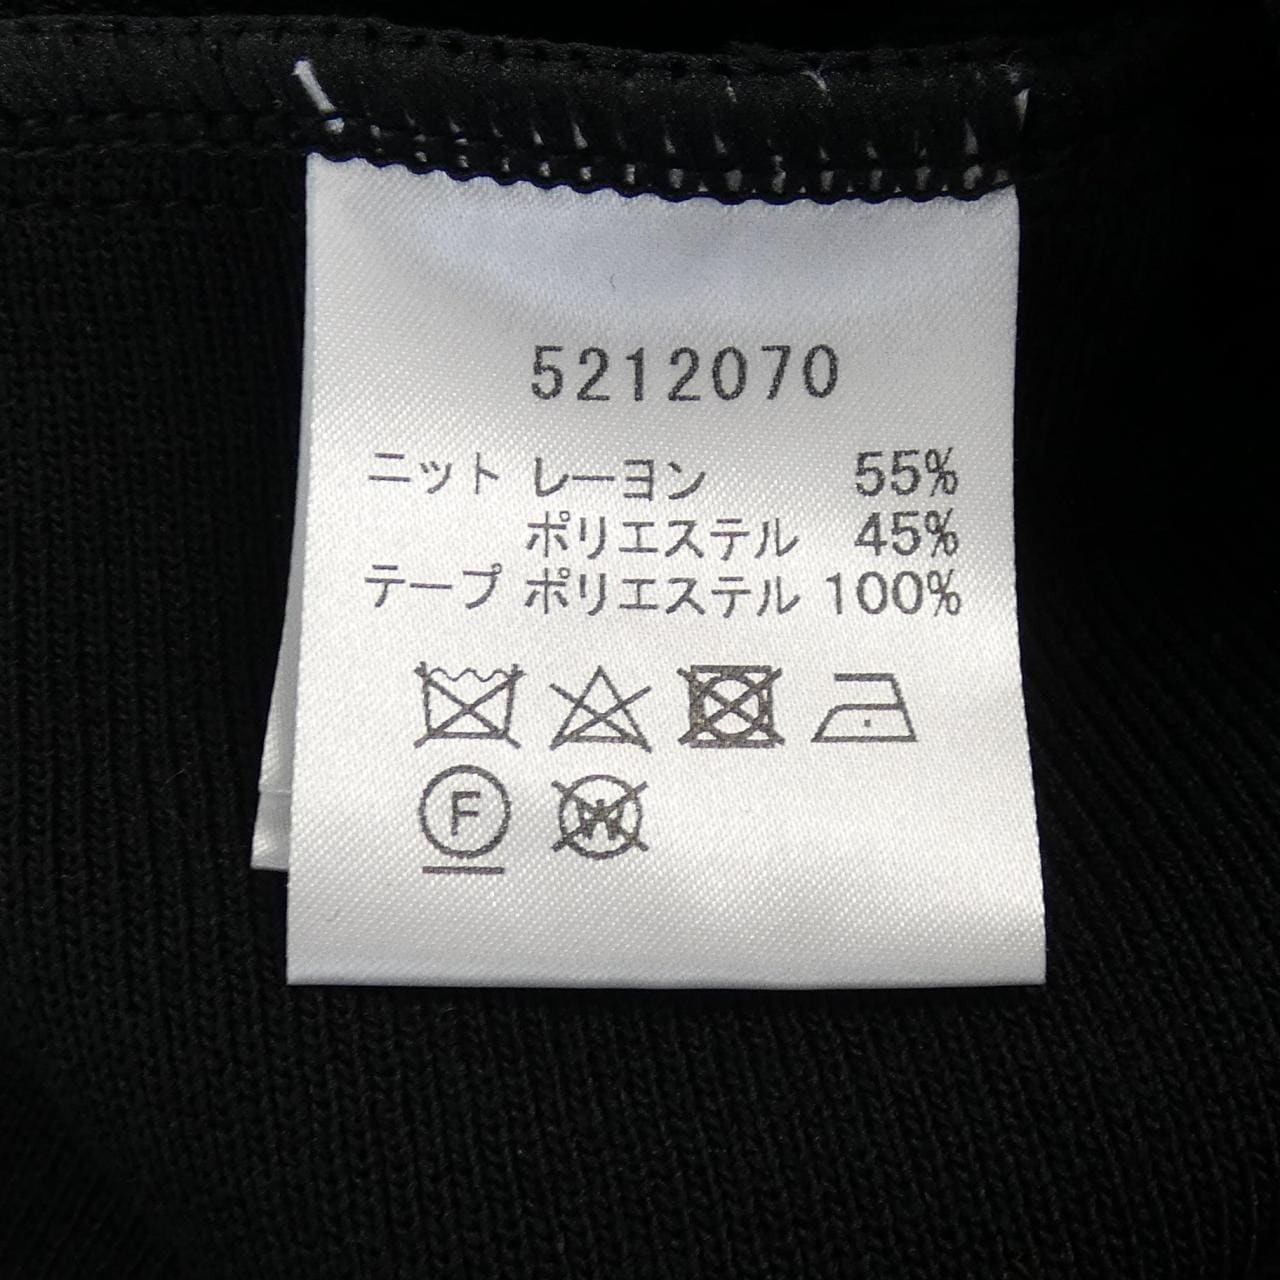 5212070
ニット レーヨン 55%
ポリエステル 45%
テープ ポリエステル 100%
F
W